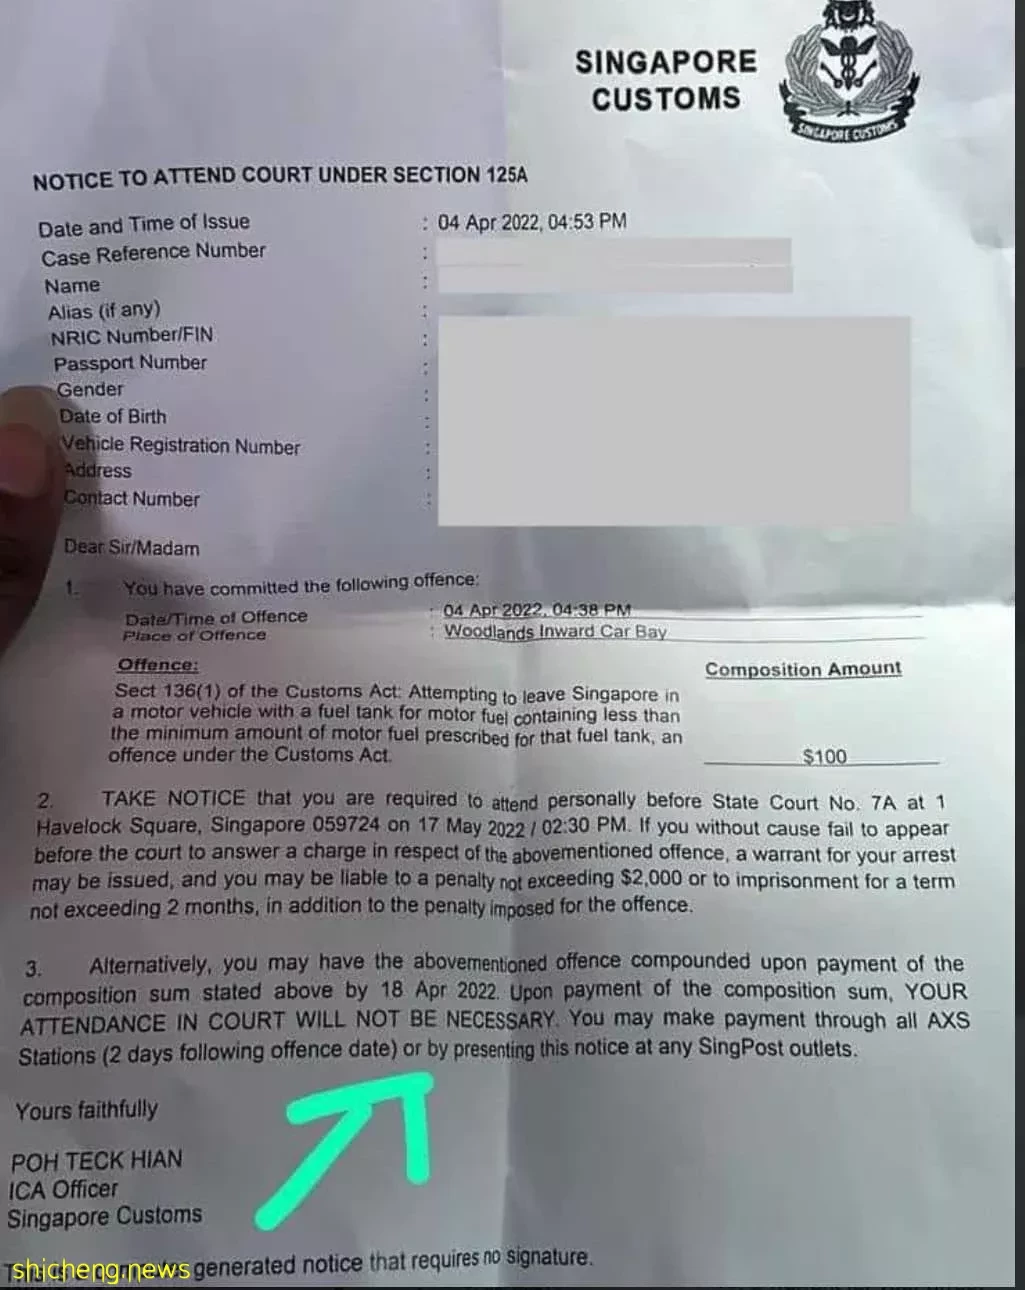 SINGAPORE
CUSTOMS
SINGAPORE CUSTOMS
NOTICE TO ATTEND COURT UNDER SECTION 125A
Date and Time of Issue : 04 Apr 2022, 04:53 PM
Case Reference Number :
Name :
Alias (if any) :
NRIC Number/FIN :
Passport Number :
Gender :
Date of Birth :
Vehicle Registration Number :
Address :
Contact Number :
Dear Sir/Madam
1. You have committed the following offence:
Date/Time of Offence : 04 Apr 2022, 04:38 PM
Place of Offence : Woodlands Inward Car Bay
Offence: Composition Amount
Sect 136(1) of the Customs Act: Attempting to leave Singapore in
a motor vehicle with a fuel tank for motor fuel containing less than
the minimum amount of motor fuel prescribed for that fuel tank, an
offence under the Customs Act. $100
2. TAKE NOTICE that you are required to attend personally before State Court No. 7A at 1
Havelock Square, Singapore 059724 on 17 May 2022 / 02:30 PM. If you without cause fail to appear
before the court to answer a charge in respect of the abovementioned offence, a warrant for your arrest
may be issued, and you may be liable to a penalty not exceeding $2,000 or to imprisonment for a term
not exceeding 2 months, in addition to the penalty imposed for the offence.
3. Alternatively, you may have the abovementioned offence compounded upon payment of the
composition sum stated above by 18 Apr 2022. Upon payment of the composition sum, YOUR
ATTENDANCE IN COURT WILL NOT BE NECESSARY. You may make payment through all AXS
Stations (2 days following offence date) or by presenting this notice at any SingPost outlets.
Yours faithfully
POH TECK HIAN
ICA Officer
Singapore Customs
generated notice that requires no signature.
shicheng.news